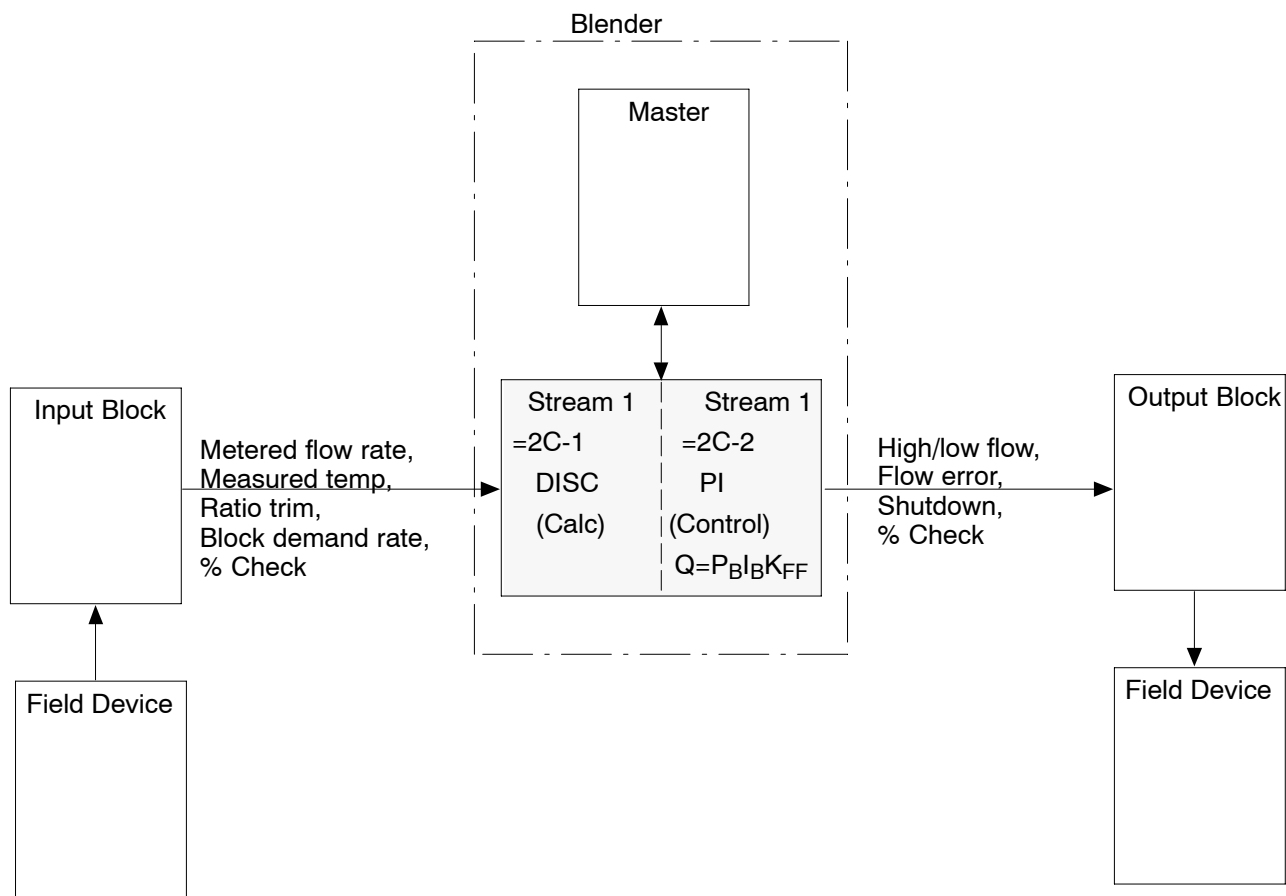 Blender
Master
Input Block
Metered flow rate,
Measured temp,
Ratio trim,
Block demand rate,
% Check
Stream 1
=2C-1
DISC
(Calc)
Stream 1
=2C-2
PI
(Control)
Q=PBIBKFF
High/low flow,
Flow error,
Shutdown,
% Check
Output Block
Field Device
Field Device